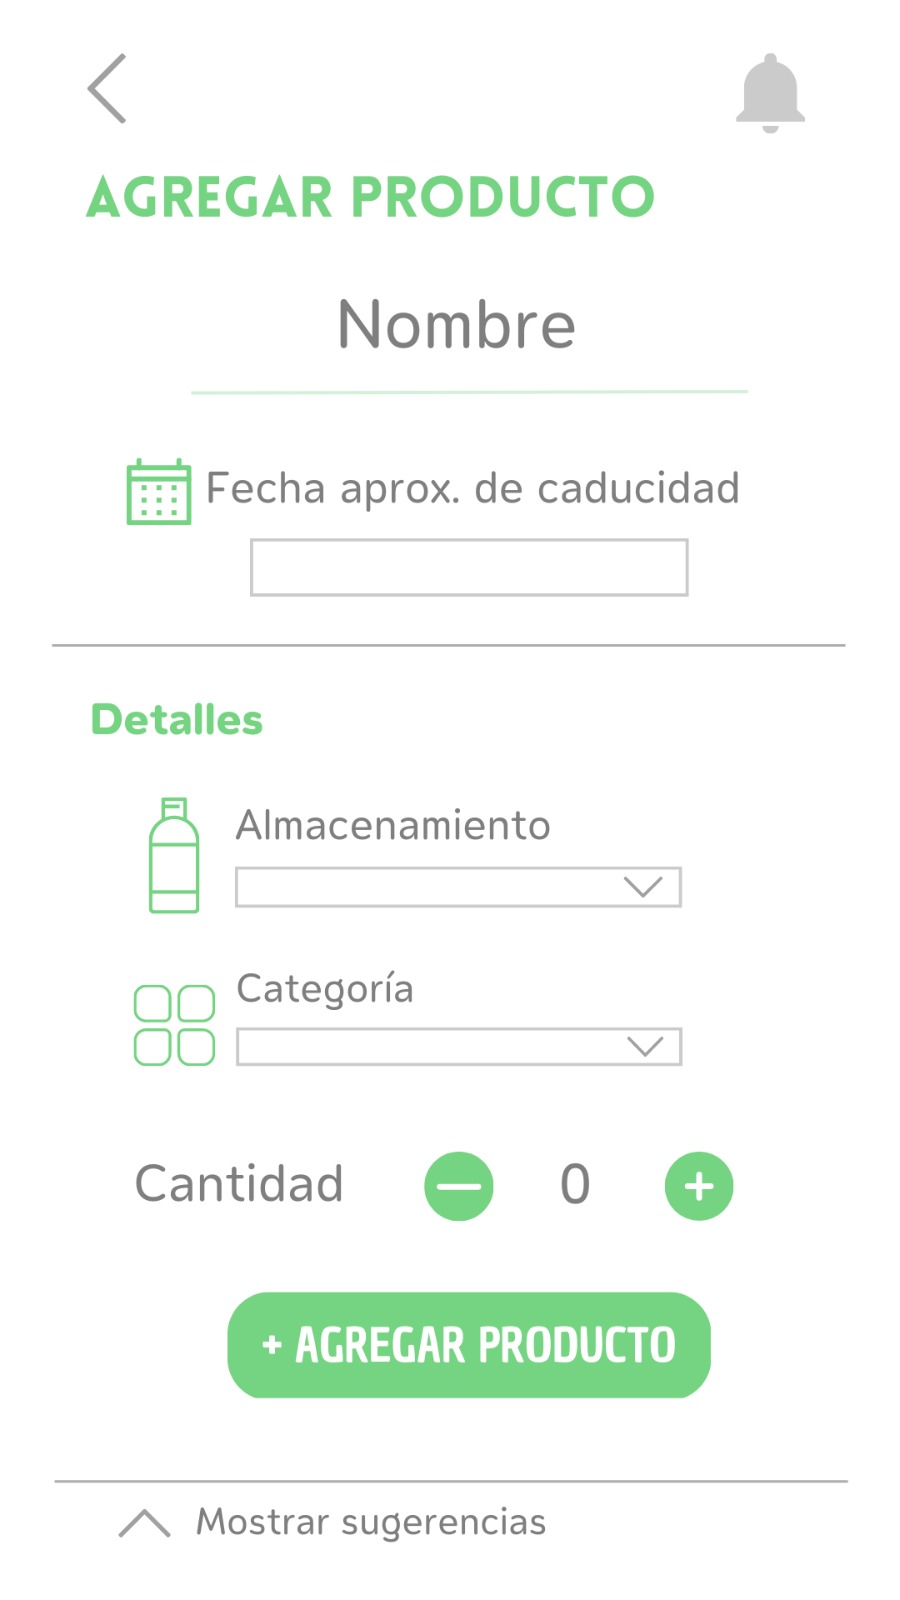 AGREGAR PRODUCTO
Nombre
Fecha aprox. de caducidad
Detalles
Almacenamiento
Categoría
Cantidad 0
+ AGREGAR PRODUCTO
Mostrar sugerencias